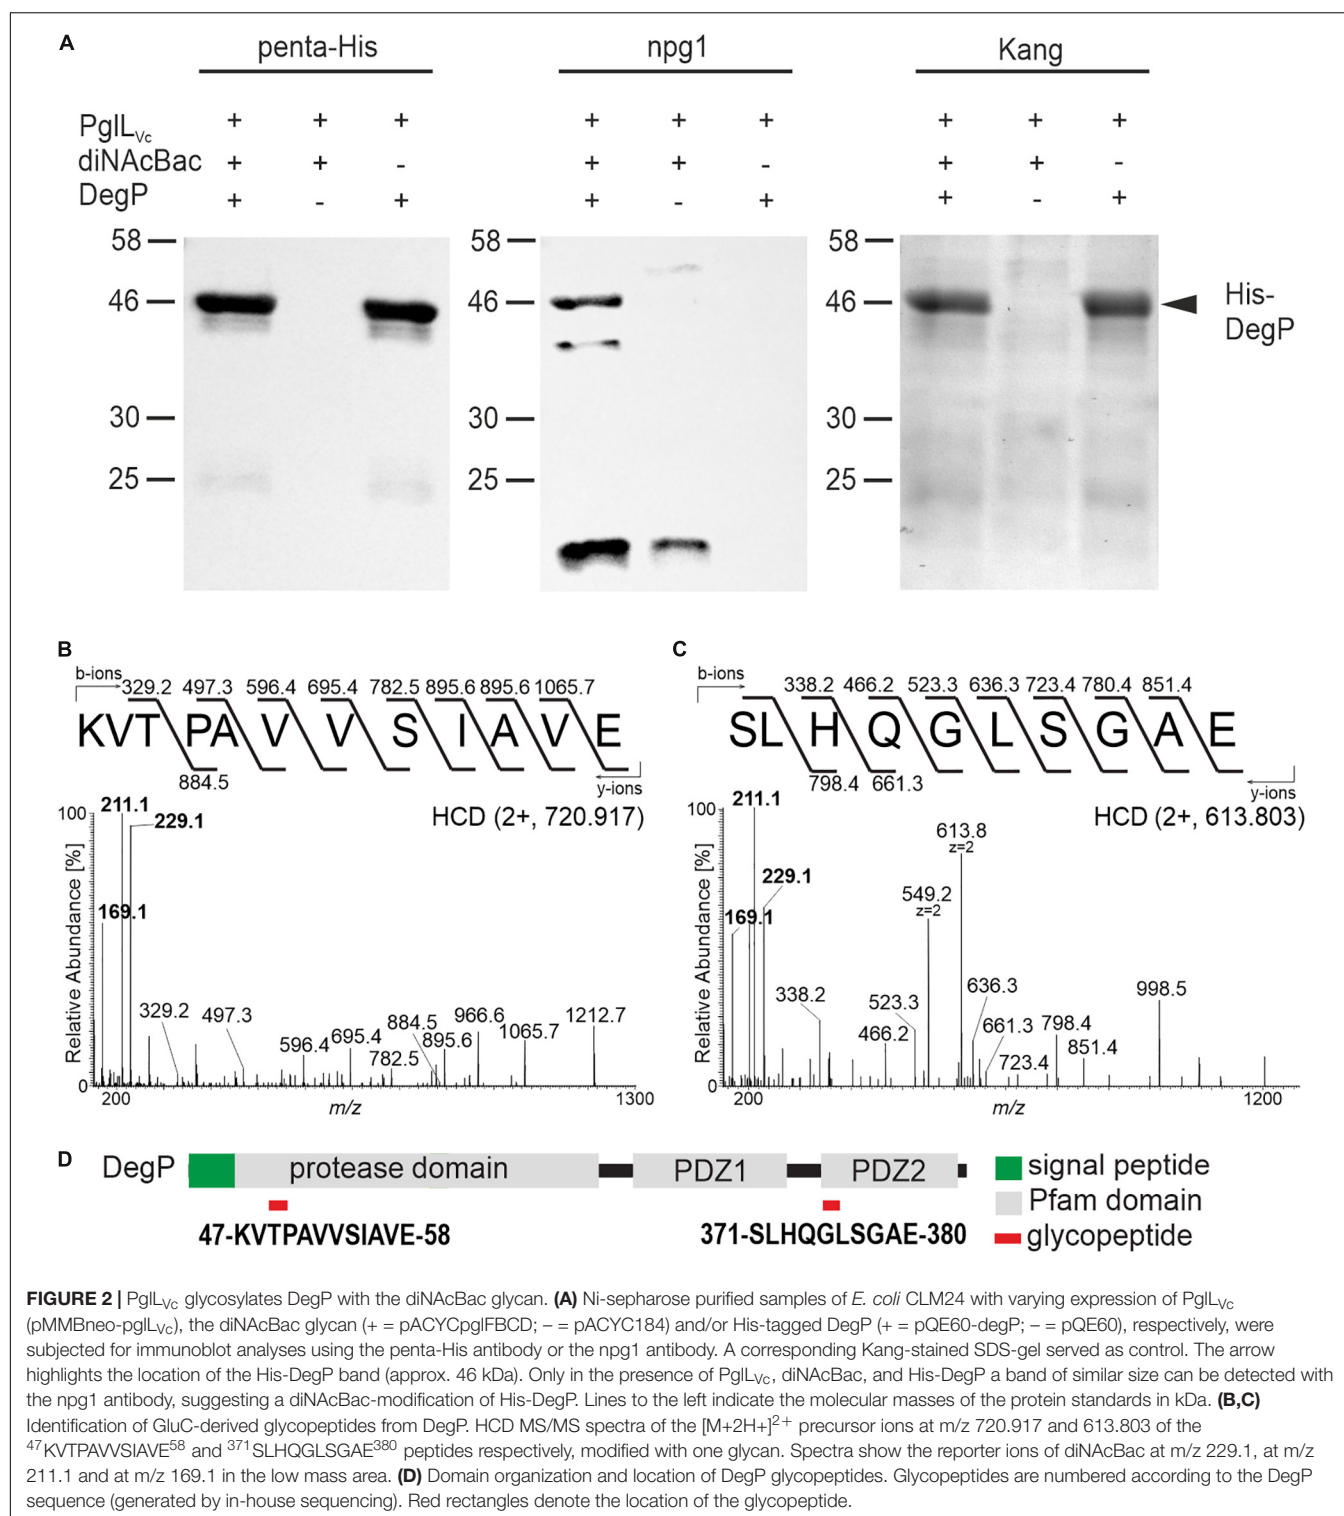 A
penta-His npg1 Kang
PglLVc + + + + + + + + +
diNAcBac + + - + + - + + -
DegP + - + + - + + - +
58 58 58
46 46 46 His-
DegP
30 30 30
25 25 25
B
b-ions 329.2 497.3 596.4 695.4 782.5 895.6 895.6 1065.7
KVT PA V V S I A V E
884.5
y-ions
HCD (2+, 720.917)
100
211.1
229.1
169.1
Relative Abundance [%]
329.2 497.3 596.4 695.4 782.5 884.5 895.6 966.6 1065.7 1212.7
0
200 m/z 1300
C
b-ions 338.2 466.2 523.3 636.3 723.4 780.4 851.4
SL H Q G L S G A E
798.4 661.3
y-ions
HCD (2+, 613.803)
100
211.1
229.1
169.1
Relative Abundance [%]
613.8
z=2
549.2
z=2
338.2 466.2 523.3 636.3 661.3 723.4 798.4 851.4 998.5
0
200 m/z 1200
D
DegP protease domain PDZ1 PDZ2
47-KVTPAVVSIAVE-58 371-SLHQGLSGAE-380
signal peptide
Pfam domain
glycopeptide
FIGURE 2 | PglLVc glycosylates DegP with the diNAcBac glycan. (A) Ni-sepharose purified samples of E. coli CLM24 with varying expression of PglLVc
(pMMBneo-pglLVc), the diNAcBac glycan (+ = pACYCpglFBCD; – = pACYC184) and/or His-tagged DegP (+ = pQE60-degP; – = pQE60), respectively, were
subjected for immunoblot analyses using the penta-His antibody or the npg1 antibody. A corresponding Kang-stained SDS-gel served as control. The arrow
highlights the location of the His-DegP band (approx. 46 kDa). Only in the presence of PglLVc, diNAcBac, and His-DegP a band of similar size can be detected with
the npg1 antibody, suggesting a diNAcBac-modification of His-DegP. Lines to the left indicate the molecular masses of the protein standards in kDa. (B,C)
Identification of GluC-derived glycopeptides from DegP. HCD MS/MS spectra of the [M+2H+]2+ precursor ions at m/z 720.917 and 613.803 of the
47KVTPAVVSIAVE58 and 371SLHQGLSGAE380 peptides respectively, modified with one glycan. Spectra show the reporter ions of diNAcBac at m/z 229.1, at m/z
211.1 and at m/z 169.1 in the low mass area. (D) Domain organization and location of DegP glycopeptides. Glycopeptides are numbered according to the DegP
sequence (generated by in-house sequencing). Red rectangles denote the location of the glycopeptide.